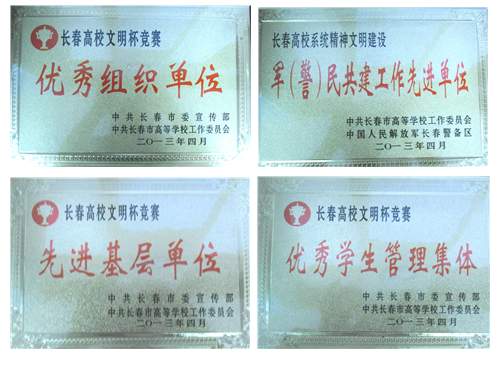 长春高校文明杯竞赛
优秀组织单位
中共长春市委宣传部
中共长春市高等学校工作委员会
二〇一三年四月
长春高校系统精神文明建设
军(警)民共建工作先进单位
中共长春市高等学校工作委员会
中国人民解放军长春警备区
二〇一三年四月
长春高校文明杯竞赛
先进基层单位
中共长春市委宣传部
中共长春市高等学校工作委员会
二〇一三年四月
长春高校文明杯竞赛
优秀学生管理集体
中共长春市委宣传部
中共长春市高等学校工作委员会
二〇一三年四月